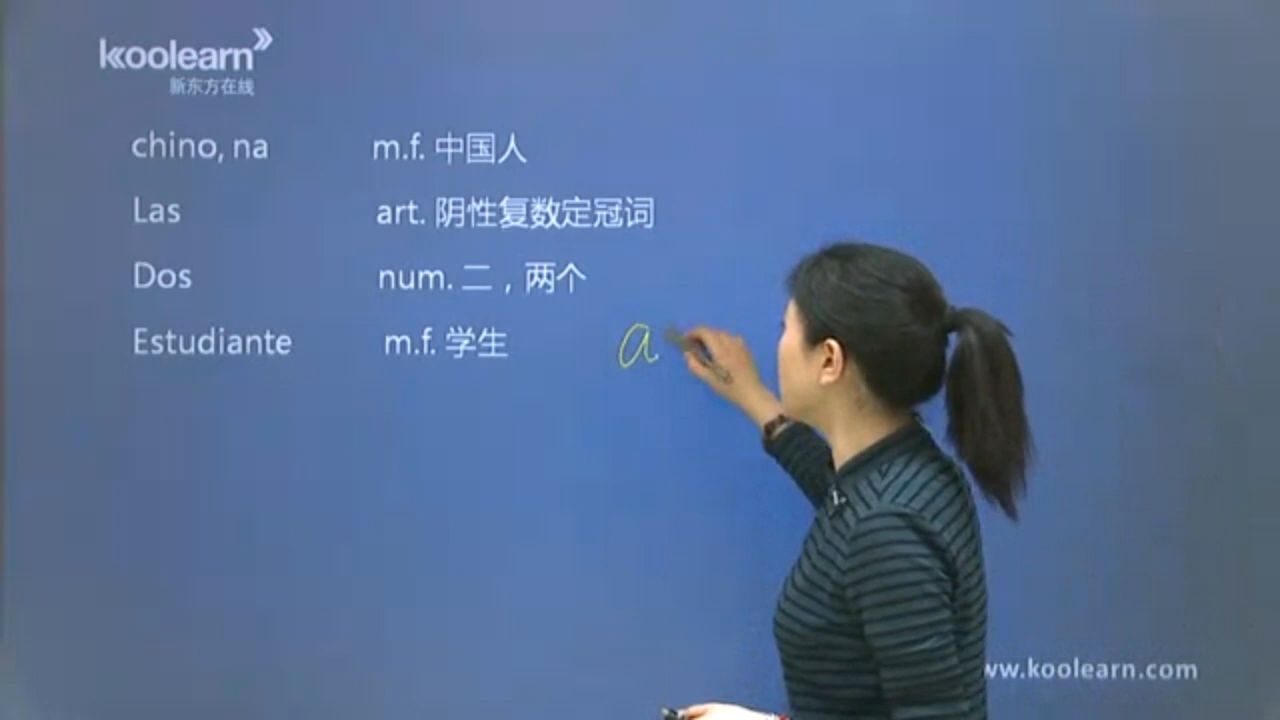 koolearn
新东方在线
chino, na m.f. 中国人
Las art. 阴性复数定冠词
Dos num. 二，两个
Estudiante m.f. 学生
a
ww.koolearn.com